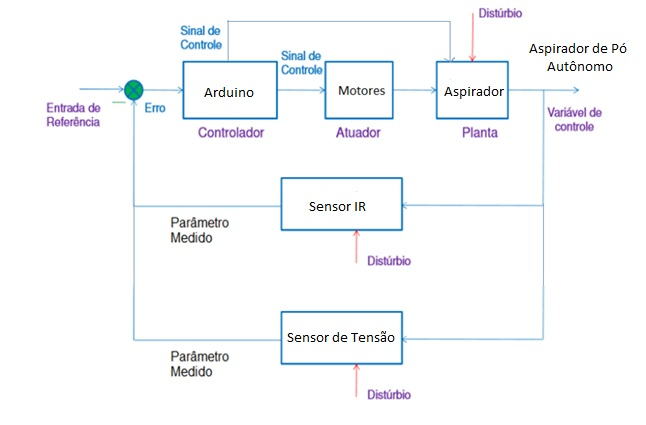 Distúrbio
Sinal de
Controle
Sinal de
Controle
Aspirador de Pó
Autônomo
Entrada de
Referência
Erro
Arduino
Motores
Aspirador
Variável de
controle
Controlador
Atuador
Planta
Sensor IR
Parâmetro
Medido
Distúrbio
Sensor de Tensão
Parâmetro
Medido
Distúrbio